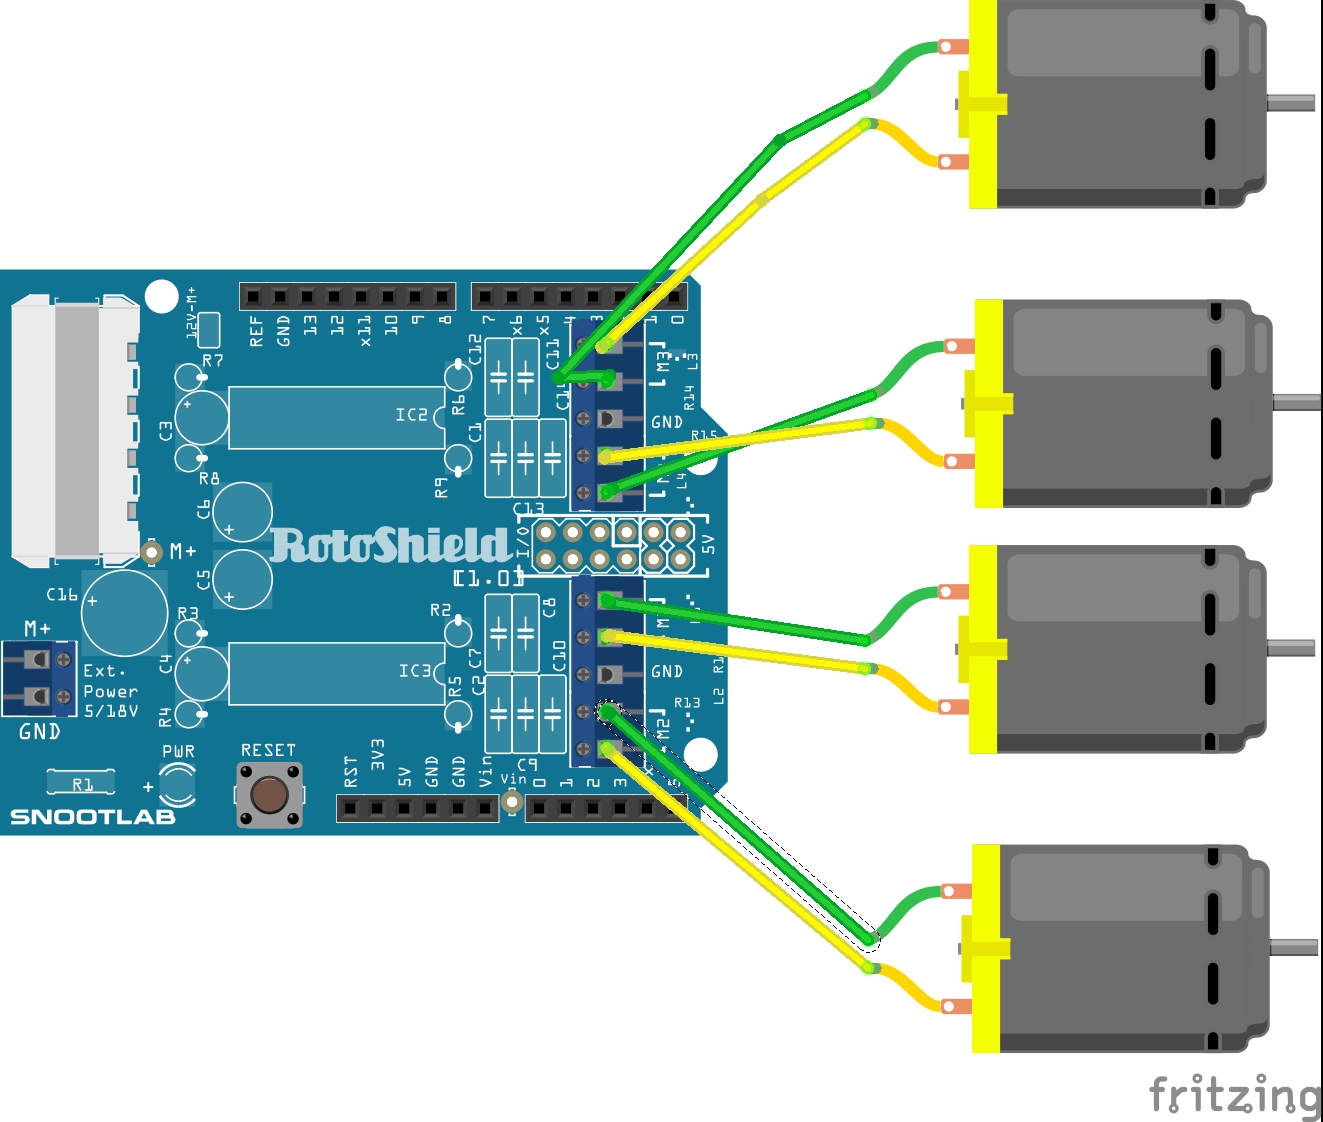 12V-M+
REF
GND
13
12
x11
10
9
8
7
x6
x5
4
3
1
0
R7
C12
C11
M3
L3
R14
R6
IC2
C3
C1
GND
R15
R8
R9
L4
C6
C13
I/O
5V
RotoShield
[1.0]
M+
C5
C16
R3
R2
C8
M+
Ext.
Power
5/18V
GND
C4
IC3
C7
C10
GND
R5
C2
R13
L2
M2
R4
PWR
RESET
RST
3V3
5V
GND
GND
Vin
C9
Vin
0
1
2
3
R1
SNOOTLAB
fritzing